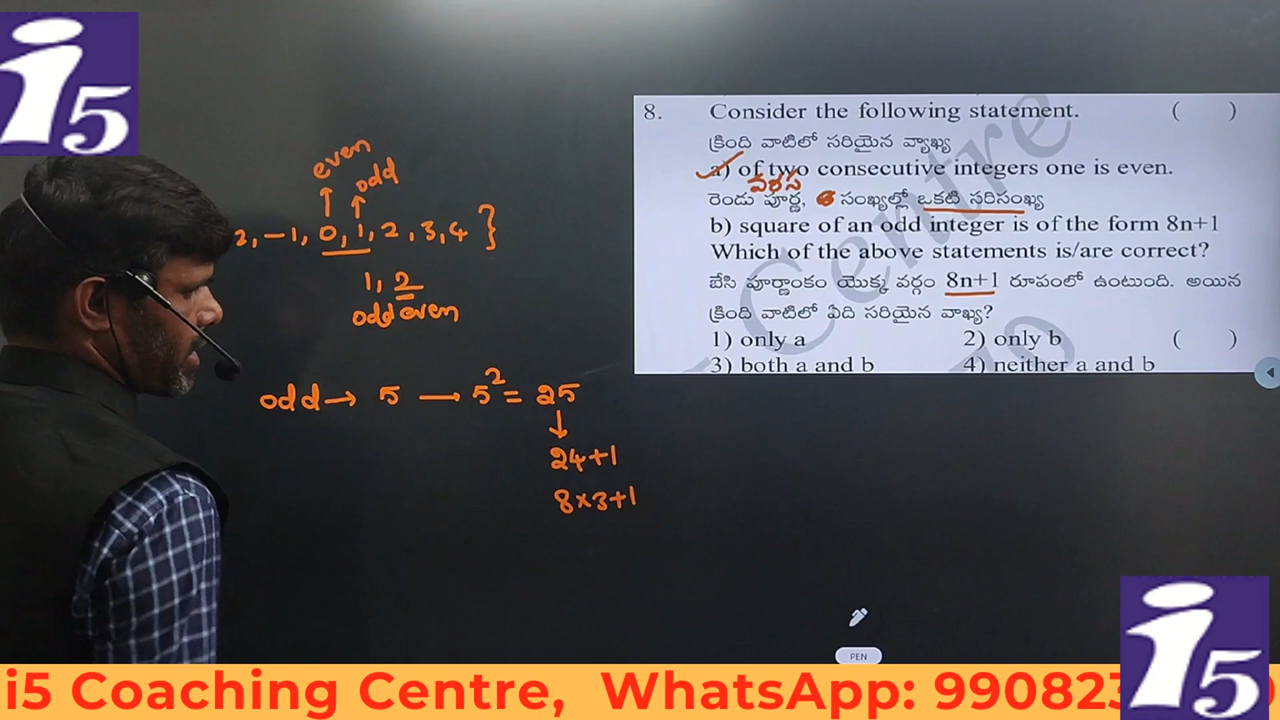 i5
even
odd
2, -1, 0, 1, 2, 3, 4 }
1, 2
odd even
odd → 5 — 5² = 25
↓
24+1
8×3+1
8. Consider the following statement. ( )
క్రింది వాటిలో సరియైన వ్యాఖ్య
a) of two consecutive integers one is even.
వరస
రెండు పూర్ణ, సంఖ్యల్లో ఒకటి సరిసంఖ్య
b) square of an odd integer is of the form 8n+1
Which of the above statements is/are correct?
బేసి పూర్ణాంకం యొక్క వర్గం 8n+1 రూపంలో ఉంటుంది. అయిన
క్రింది వాటిలో ఏది సరియైన వాఖ్య?
1) only a 2) only b ( )
3) both a and b 4) neither a and b
Centre
PEN
i5
i5 Coaching Centre, WhatsApp: 99082